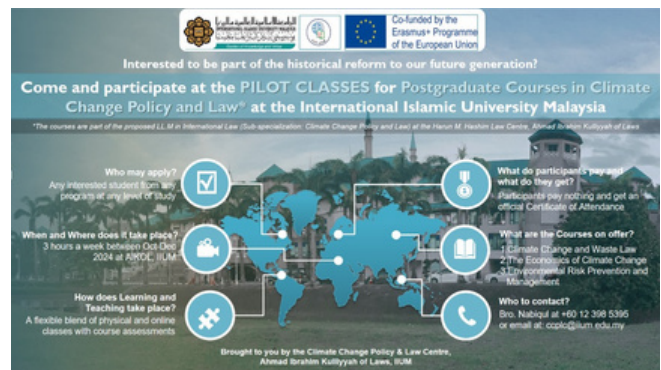 INTERNATIONAL ISLAMIC UNIVERSITY MALAYSIA
Co-funded by the
Erasmus+ Programme
of the European Union
Interested to be part of the historical reform to our future generation?
Come and participate at the PILOT CLASSES for Postgraduate Courses in Climate
Change Policy and Law* at the International Islamic University Malaysia
*The courses are part of the proposed LL.M in International Law (Sub-specialization: Climate Change Policy and Law) at the Harun M. Hashim Law Centre, Ahmad Ibrahim Kulliyyah of Laws
Who may apply?
Any interested student from any
program at any level of study
When and Where does it take place?
3 hours a week between Oct-Dec
2024 at AIKOL, IIUM
How does Learning and
Teaching take place?
A flexible blend of physical and online
classes with course assessments
What do participants pay and
what do they get?
Participants pay nothing and get an
official Certificate of Attendance
What are the Courses on offer?
1.Climate Change and Waste Law
2.The Economics of Climate Change
3.Environmental Risk Prevention and
Management
Who to contact?
Bro. Nabiqul at +60 12 398 5395
or email at: ccplc@iium.edu.my
Brought to you by the Climate Change Policy & Law Centre,
Ahmad Ibrahim Kulliyyah of Laws, IIUM